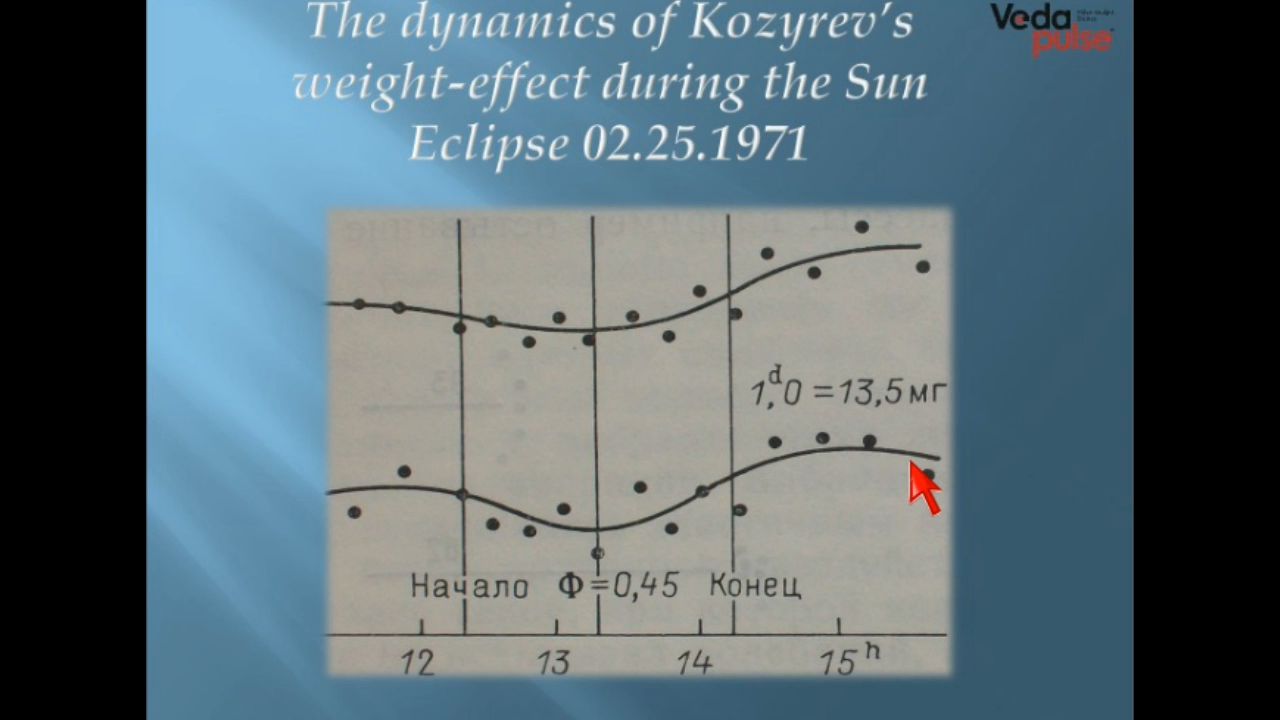 The dynamics of Kozyrev's
weight-effect during the Sun
Eclipse 02.25.1971
Veda
pulse
1,ᵈ0 = 13,5 мг
Начало Ф=0,45 Конец
12 13 14 15ʰ